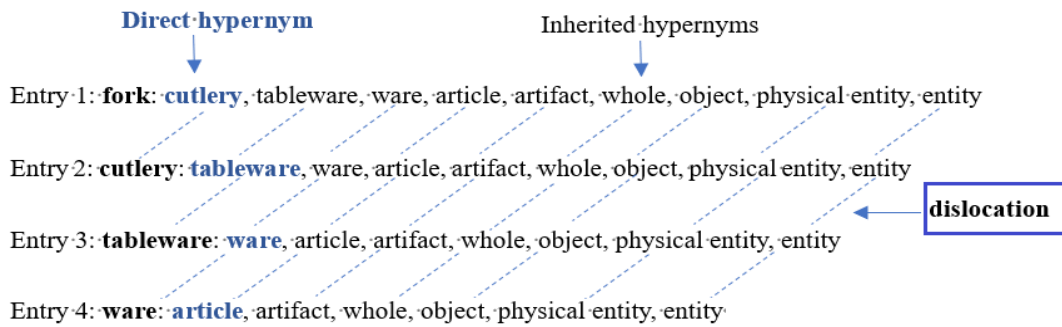 Direct hypernym
Inherited hypernyms
Entry 1: fork: cutlery, tableware, ware, article, artifact, whole, object, physical entity, entity
Entry 2: cutlery: tableware, ware, article, artifact, whole, object, physical entity, entity
dislocation
Entry 3: tableware: ware, article, artifact, whole, object, physical entity, entity
Entry 4: ware: article, artifact, whole, object, physical entity, entity